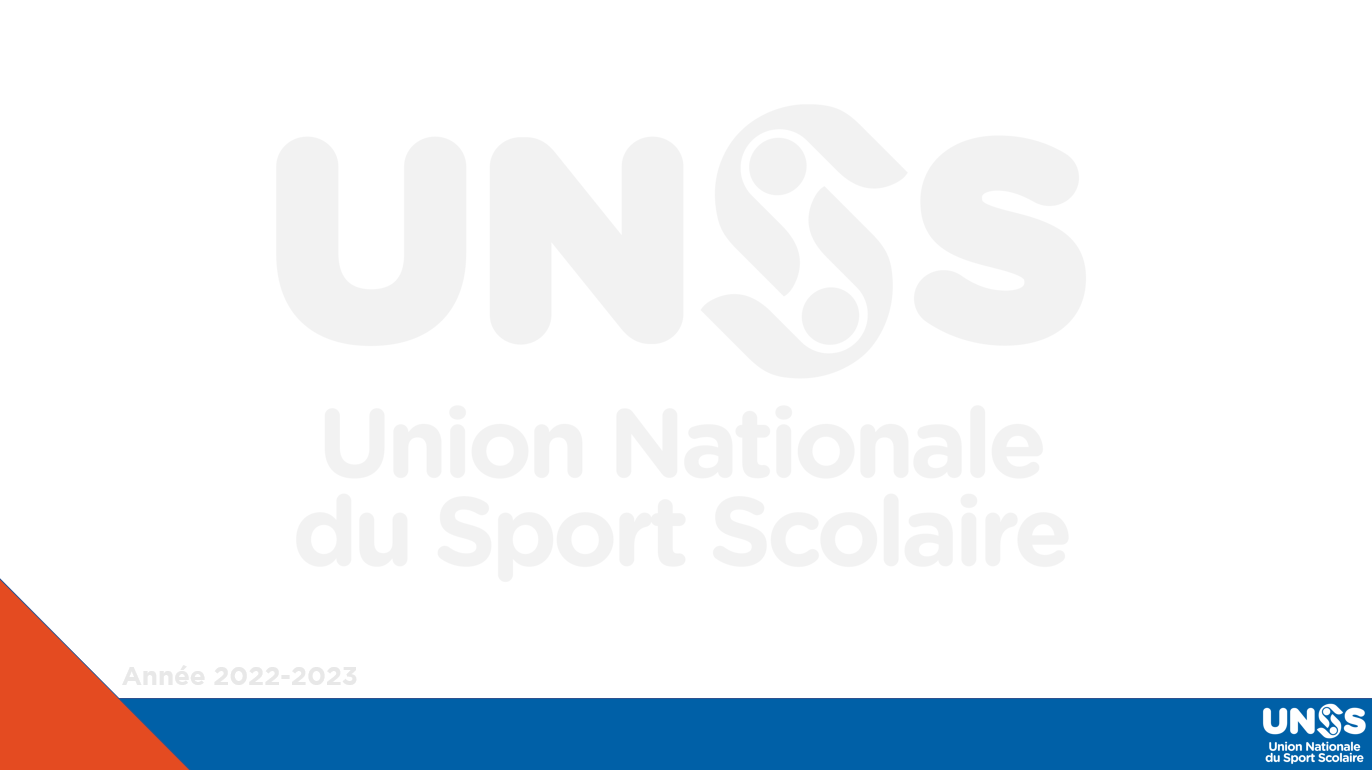 UNSS
Union Nationale
du Sport Scolaire
Année 2022-2023
UNSS
Union Nationale
du Sport Scolaire